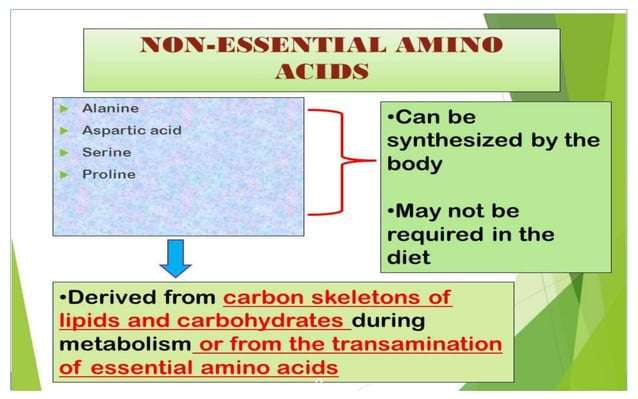 NON-ESSENTIAL AMINO
ACIDS
Alanine
Aspartic acid
Serine
Proline
•Can be
synthesized by the
body
•May not be
required in the
diet
•Derived from carbon skeletons of
lipids and carbohydrates during
metabolism or from the transamination
of essential amino acids